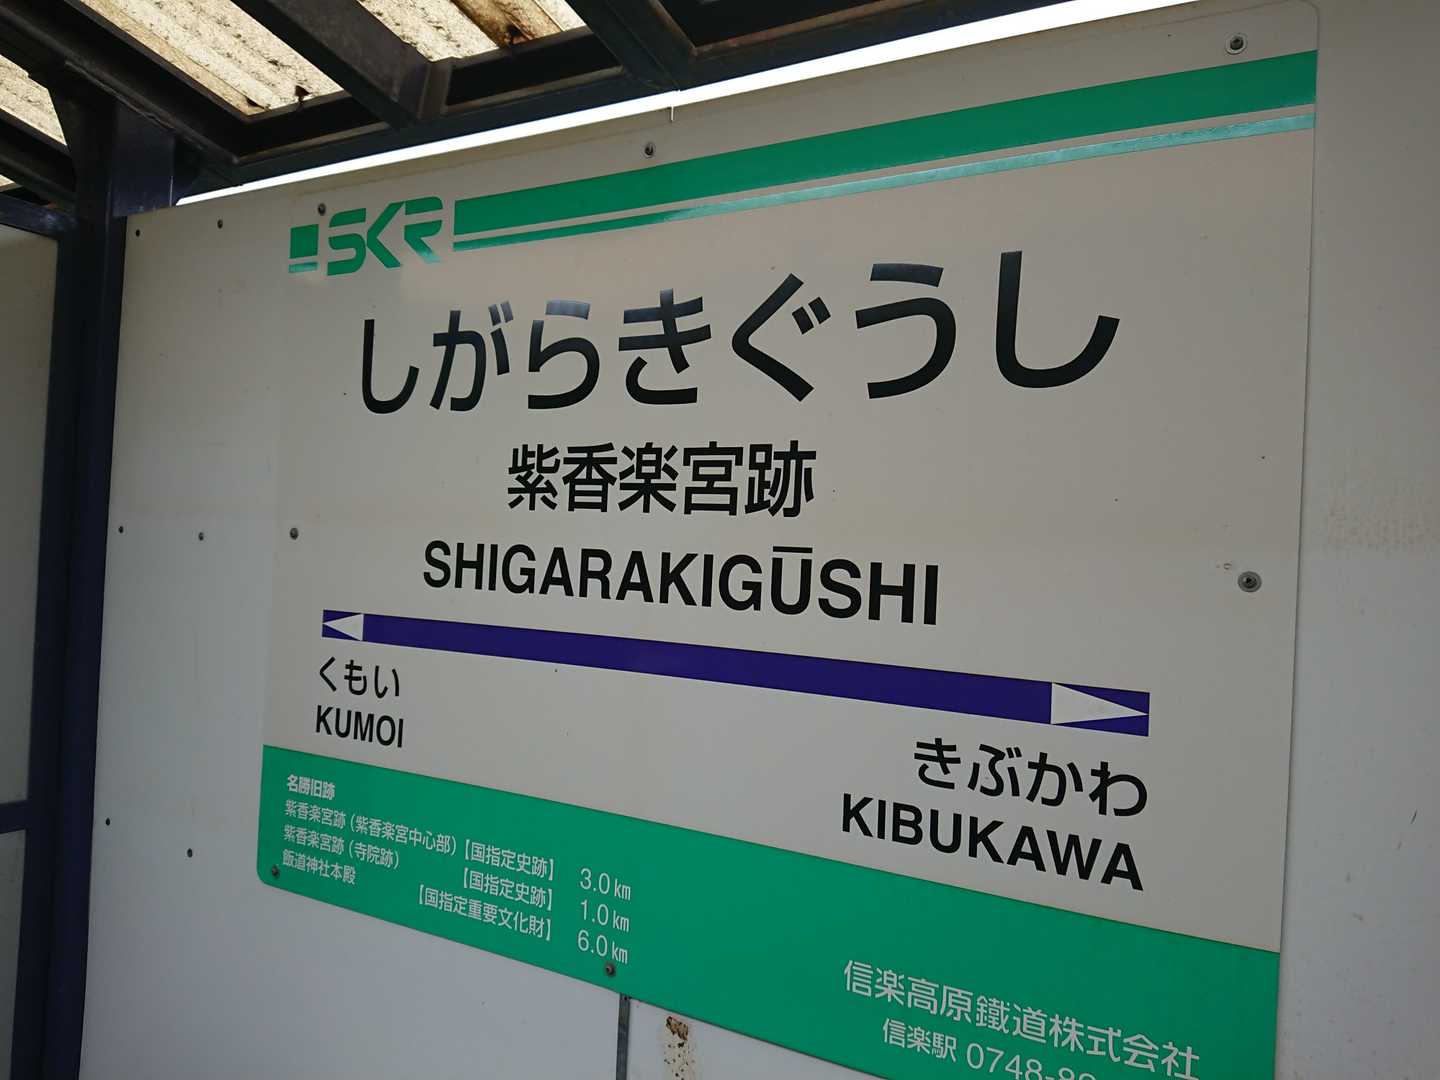 SKR
しがらきぐうし
紫香楽宮跡
SHIGARAKIGŪSHI
くもい
KUMOI
きぶかわ
KIBUKAWA
名勝旧跡
紫香楽宮跡（紫香楽宮中心部）【国指定史跡】 3.0㎞
紫香楽宮跡（寺院跡） 【国指定史跡】 1.0㎞
飯道神社本殿 【国指定重要文化財】 6.0㎞
信楽高原鐵道株式会社
信楽駅 0748-8